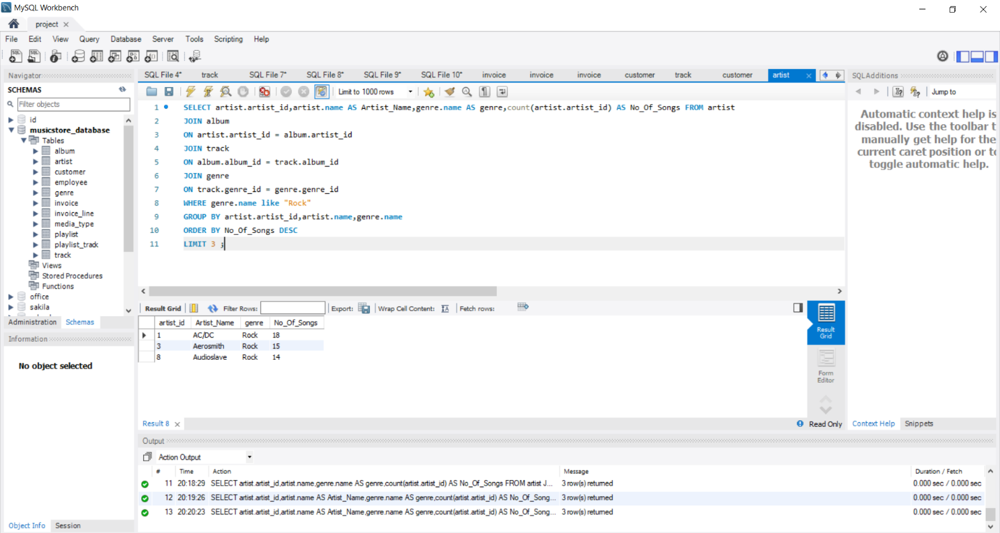 MySQL Workbench
project
File Edit View Query Database Server Tools Scripting Help
Navigator
SCHEMAS
Filter objects
id
musicstore_database
Tables
album
artist
customer
employee
genre
invoice
invoice_line
media_type
playlist
playlist_track
track
Views
Stored Procedures
Functions
office
sakila
Administration Schemas
Information
No object selected
Object Info Session
SQL File 4* track SQL File 7* SQL File 8* SQL File 9* SQL File 10* invoice invoice invoice customer track customer artist
Limit to 1000 rows
1 SELECT artist.artist_id,artist.name AS Artist_Name,genre.name AS genre,count(artist.artist_id) AS No_Of_Songs FROM artist
2 JOIN album
3 ON artist.artist_id = album.artist_id
4 JOIN track
5 ON album.album_id = track.album_id
6 JOIN genre
7 ON track.genre_id = genre.genre_id
8 WHERE genre.name like "Rock"
9 GROUP BY artist.artist_id,artist.name,genre.name
10 ORDER BY No_Of_Songs DESC
11 LIMIT 3 ;
Result Grid Filter Rows: Export: Wrap Cell Content: Fetch rows:
artist_id Artist_Name genre No_Of_Songs
1 AC/DC Rock 18
3 Aerosmith Rock 15
8 Audioslave Rock 14
Result
Grid
Form
Editor
Result 8 Read Only
SQLAdditions
Jump to
Automatic context help is
disabled. Use the toolbar t
manually get help for the
current caret position or to
toggle automatic help.
Context Help Snippets
Output
Action Output
# Time Action Message Duration / Fetch
11 20:18:29 SELECT artist.artist_id,artist.name,genre.name AS genre,count(artist.artist_id) AS No_Of_Songs FROM artist J... 3 row(s) returned 0.000 sec / 0.000 sec
12 20:19:26 SELECT artist.artist_id,artist.name AS Artist_Name,genre.name AS genre,count(artist.artist_id) AS No_Of_Song... 3 row(s) returned 0.000 sec / 0.000 sec
13 20:20:23 SELECT artist.artist_id,artist.name AS Artist_Name,genre.name AS genre,count(artist.artist_id) AS No_Of_Song... 3 row(s) returned 0.000 sec / 0.000 sec